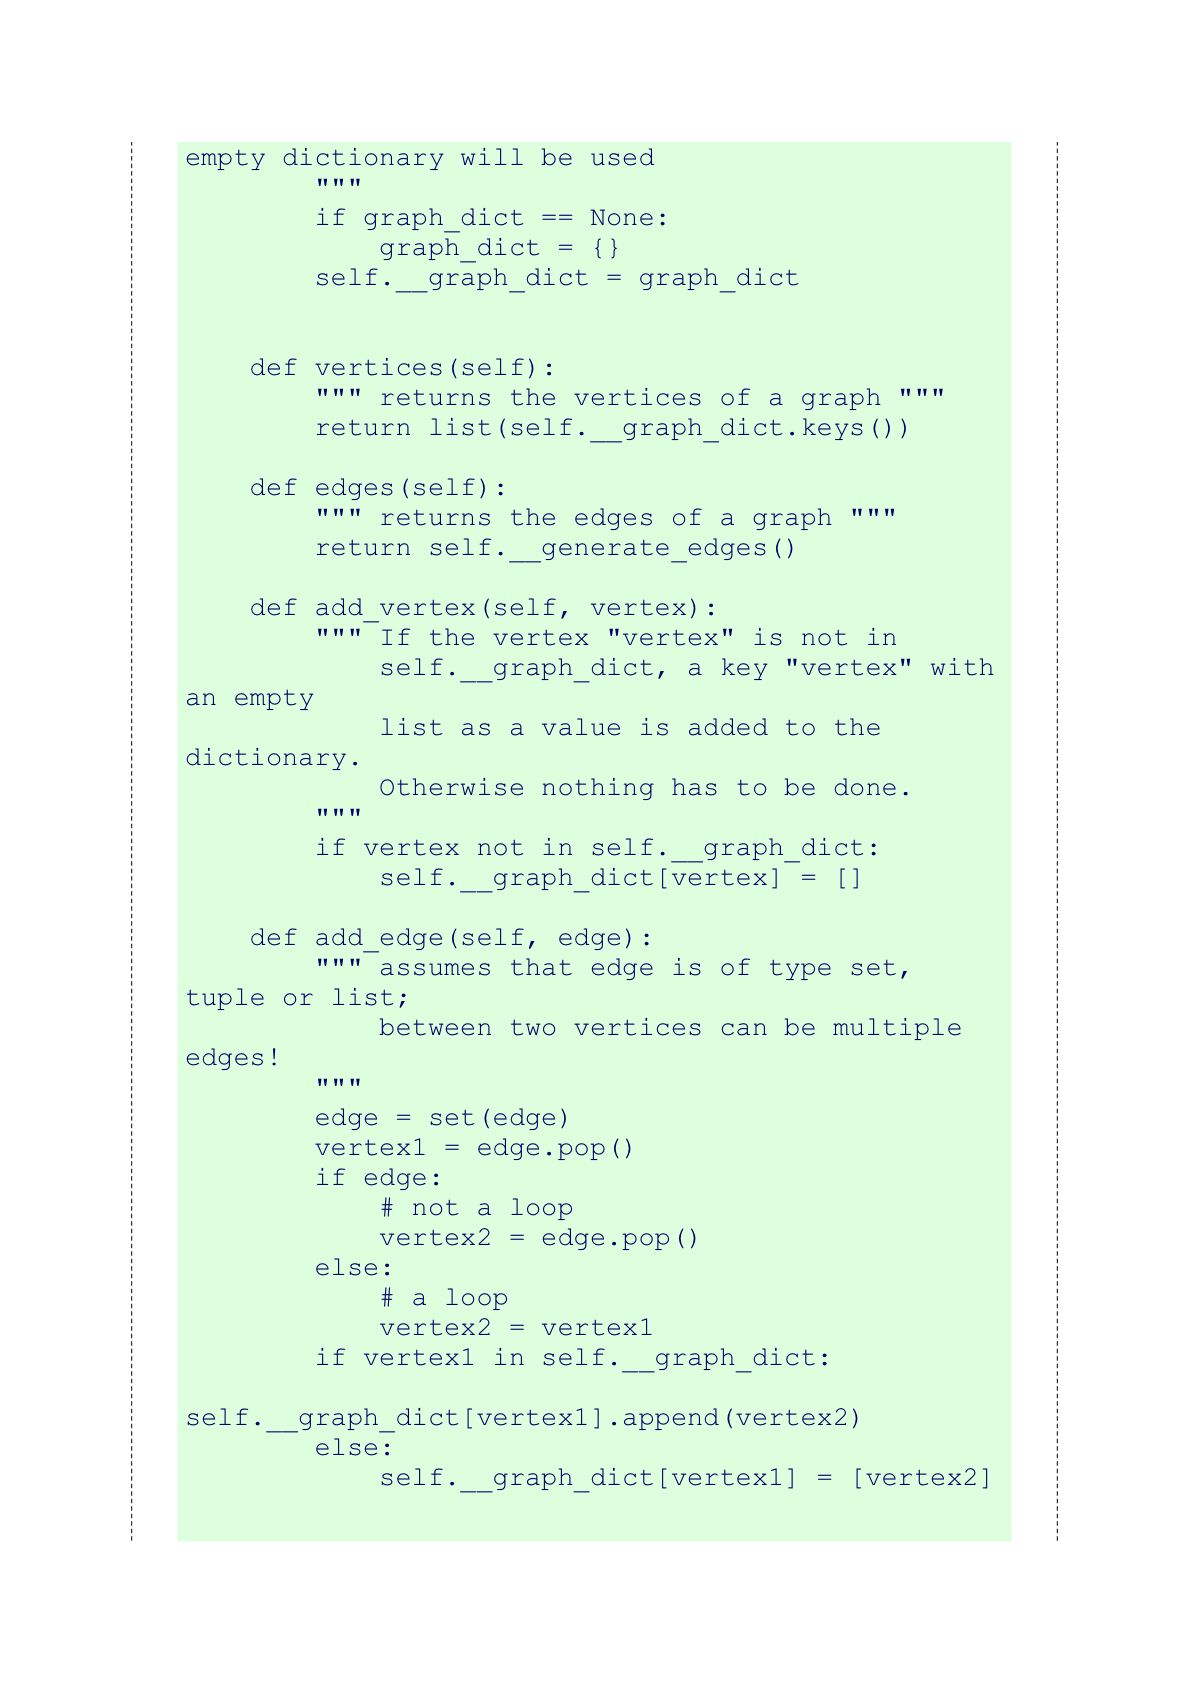 empty dictionary will be used
        """
        if graph_dict == None:
            graph_dict = {}
        self.__graph_dict = graph_dict

    def vertices(self):
        """ returns the vertices of a graph """
        return list(self.__graph_dict.keys())

    def edges(self):
        """ returns the edges of a graph """
        return self.__generate_edges()

    def add_vertex(self, vertex):
        """ If the vertex "vertex" is not in
            self.__graph_dict, a key "vertex" with
an empty
            list as a value is added to the
dictionary.
            Otherwise nothing has to be done.
        """
        if vertex not in self.__graph_dict:
            self.__graph_dict[vertex] = []

    def add_edge(self, edge):
        """ assumes that edge is of type set,
tuple or list;
            between two vertices can be multiple
edges!
        """
        edge = set(edge)
        vertex1 = edge.pop()
        if edge:
            # not a loop
            vertex2 = edge.pop()
        else:
            # a loop
            vertex2 = vertex1
        if vertex1 in self.__graph_dict:

self.__graph_dict[vertex1].append(vertex2)
        else:
            self.__graph_dict[vertex1] = [vertex2]